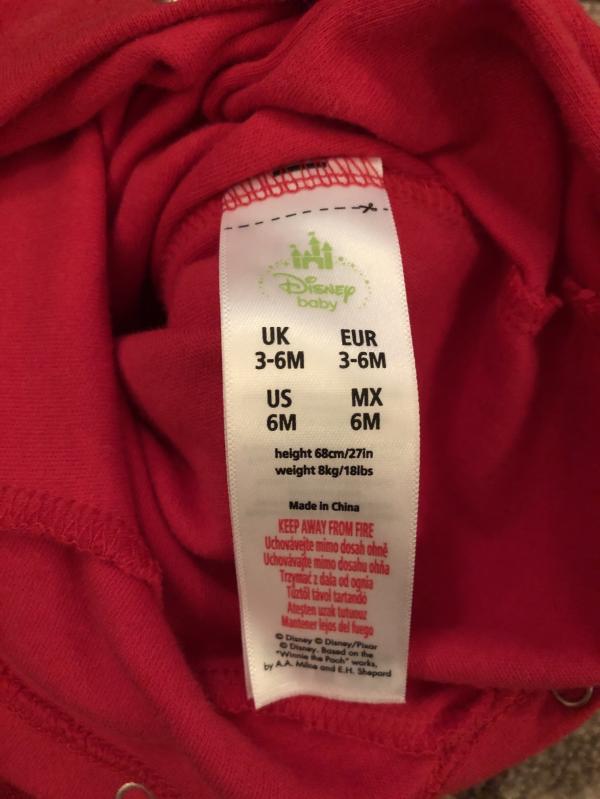 Disney
baby
UK EUR
3-6M 3-6M
US MX
6M 6M
height 68cm/27in
weight 8kg/18lbs
Made in China
KEEP AWAY FROM FIRE
Uchovávejte mimo dosah ohně
Uchovávajte mimo dosahu ohňa
Trzymać z dala od ognia
Tűztől távol tartandó
Ateşten uzak tutunuz
Mantener lejos del fuego
© Disney © Disney/Pixar
© Disney. Based on the
"Winnie the Pooh" works,
by A.A. Milne and E.H. Shepard